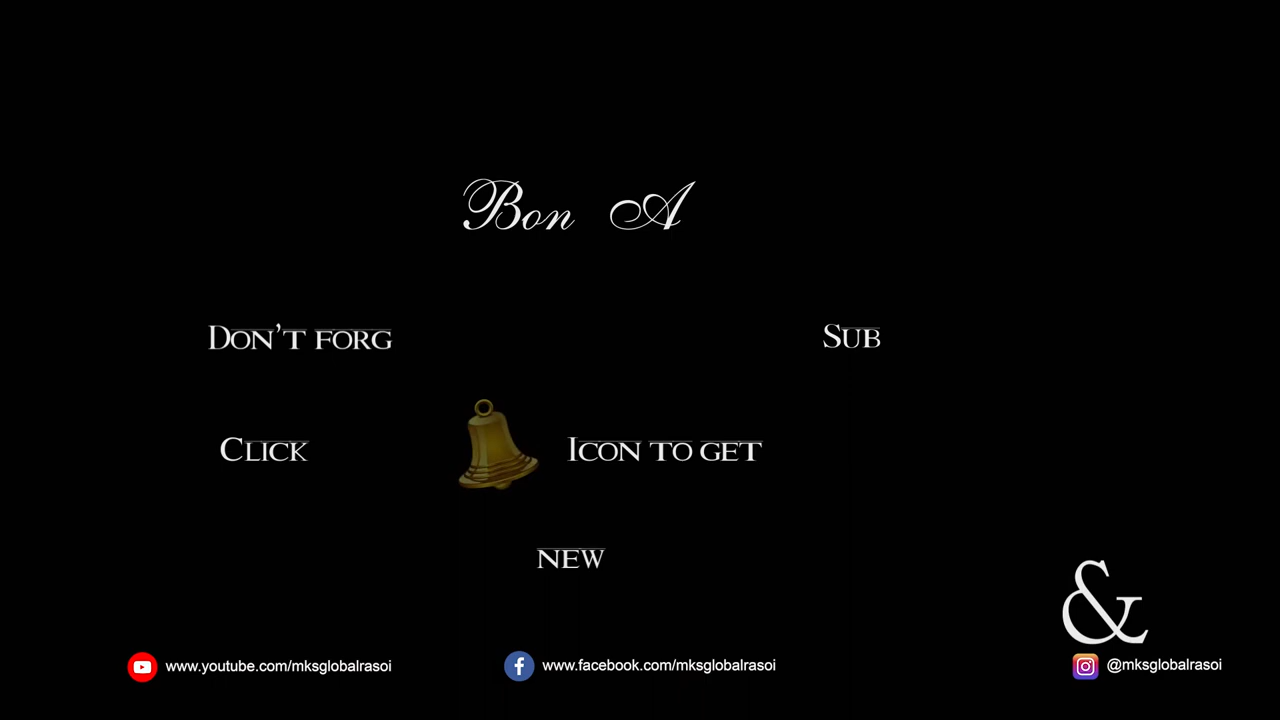 Bon A
Don't forg Sub
Click Icon to get
new
&
www.youtube.com/mksglobalrasoi www.facebook.com/mksglobalrasoi @mksglobalrasoi